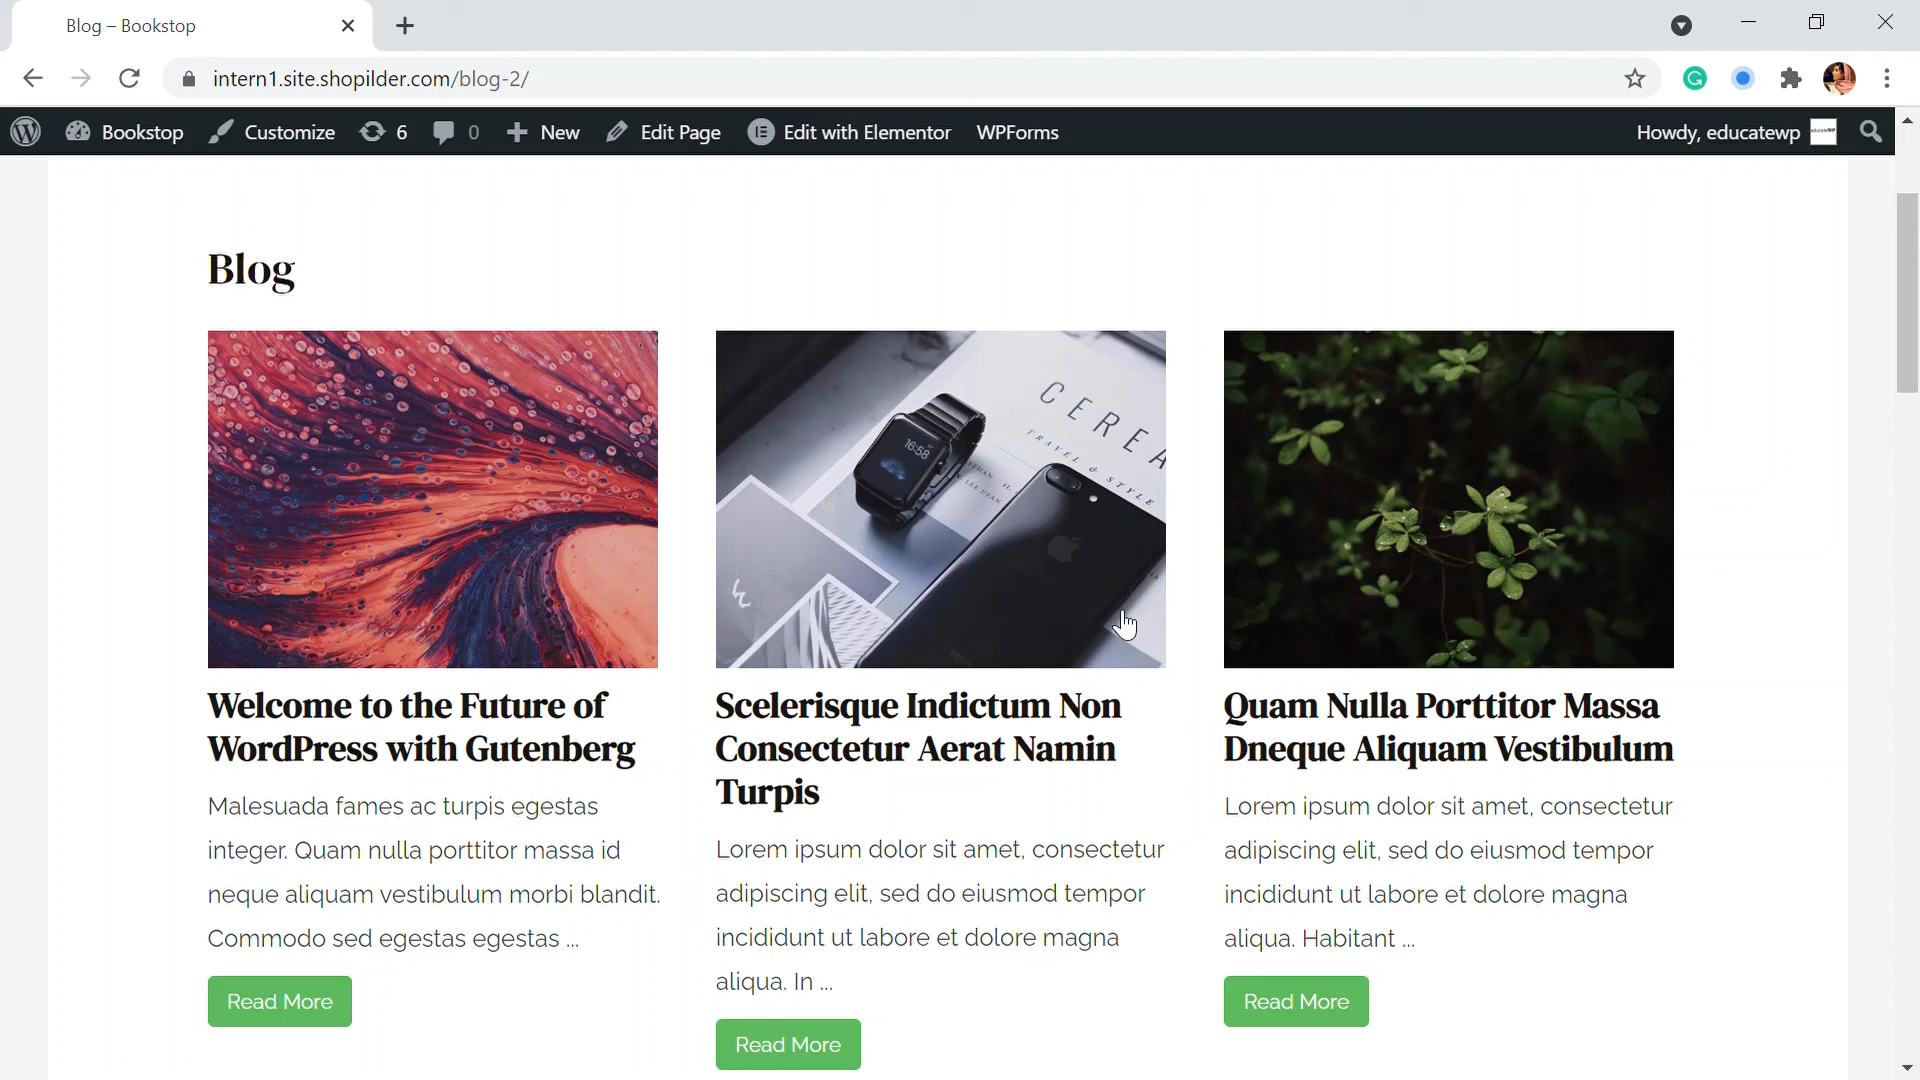 Blog – Bookstop
intern1.site.shopilder.com/blog-2/
Bookstop Customize 6 0 New Edit Page Edit with Elementor WPForms Howdy, educatewp
Blog
16:58
CEREA
TRAVEL & STYLE
Welcome to the Future of
WordPress with Gutenberg
Malesuada fames ac turpis egestas
integer. Quam nulla porttitor massa id
neque aliquam vestibulum morbi blandit.
Commodo sed egestas egestas ...
Read More
Scelerisque Indictum Non
Consectetur Aerat Namin
Turpis
Lorem ipsum dolor sit amet, consectetur
adipiscing elit, sed do eiusmod tempor
incididunt ut labore et dolore magna
aliqua. In ...
Read More
Quam Nulla Porttitor Massa
Dneque Aliquam Vestibulum
Lorem ipsum dolor sit amet, consectetur
adipiscing elit, sed do eiusmod tempor
incididunt ut labore et dolore magna
aliqua. Habitant ...
Read More